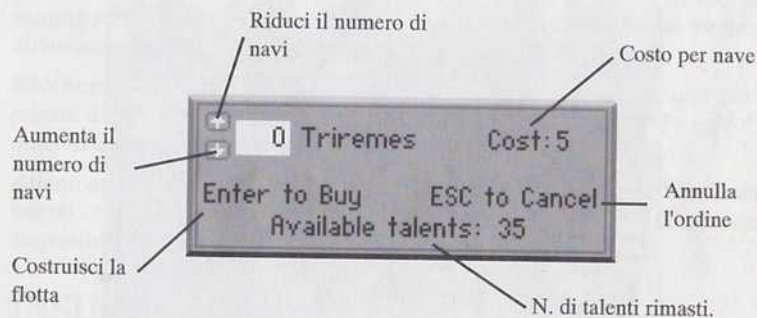 Riduci il numero di
navi
Costo per nave
0 Triremes Cost:5
Aumenta il
numero di
navi
Enter to Buy ESC to Cancel
Annulla
l'ordine
Available talents: 35
Costruisci la
flotta
N. di talenti rimasti.